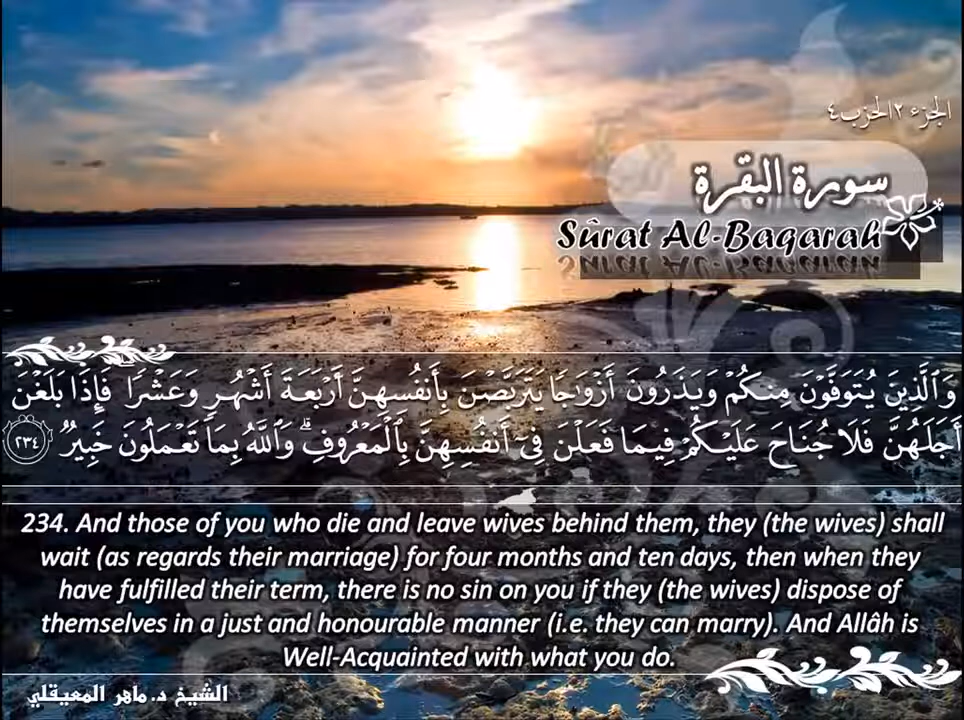 الجزء ٢ الحزب ٤
سورة البقرة
Sûrat Al-Baqarah
وَٱلَّذِينَ يُتَوَفَّوۡنَ مِنكُمۡ وَيَذَرُونَ أَزۡوَٰجٗا يَتَرَبَّصۡنَ بِأَنفُسِهِنَّ أَرۡبَعَةَ أَشۡهُرٖ وَعَشۡرٗاۖ فَإِذَا بَلَغۡنَ
أَجَلَهُنَّ فَلَا جُنَاحَ عَلَيۡكُمۡ فِيمَا فَعَلۡنَ فِيٓ أَنفُسِهِنَّ بِٱلۡمَعۡرُوفِۗ وَٱللَّهُ بِمَا تَعۡمَلُونَ خَبِيرٞ ٢٣٤
234. And those of you who die and leave wives behind them, they (the wives) shall
wait (as regards their marriage) for four months and ten days, then when they
have fulfilled their term, there is no sin on you if they (the wives) dispose of
themselves in a just and honourable manner (i.e. they can marry). And Allâh is
Well-Acquainted with what you do.
الشيخ د. ماهر المعيقلي